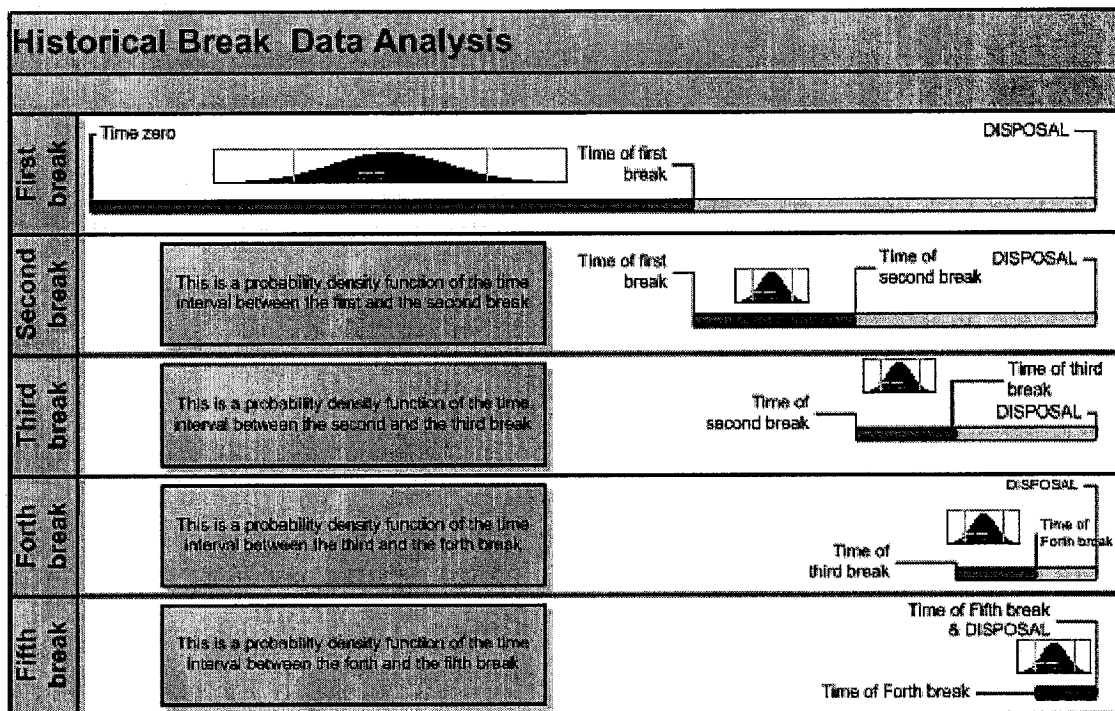 Historical Break Data Analysis
First
break
Time zero
Time of first
break
DISPOSAL
Second
break
This is a probability density function of the time
interval between the first and the second break
Time of first
break
Time of
second break
DISPOSAL
Third
break
This is a probability density function of the time
interval between the second and the third break
Time of
second break
Time of third
break
DISPOSAL
Forth
break
This is a probability density function of the time
interval between the third and the forth break
Time of
third break
DISPOSAL
Time of
Forth break
Fifth
break
This is a probability density function of the time
interval between the forth and the fifth break
Time of Fifth break
& DISPOSAL
Time of Forth break